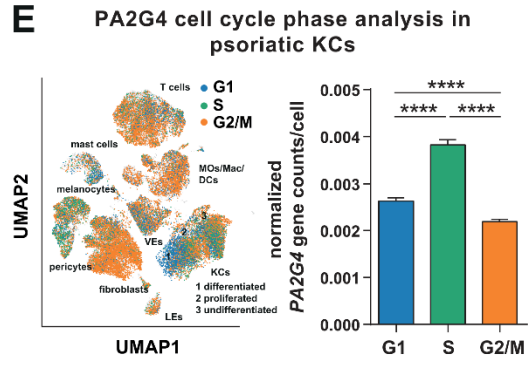 E
PA2G4 cell cycle phase analysis in
psoriatic KCs
T cells
G1
S
G2/M
mast cells
melanocytes
MOs/Mac/
DCs
3
2
1
VEs
pericytes
KCs
fibroblasts
1 differentiated
2 proliferated
3 undifferentiated
LEs
UMAP2
UMAP1
normalized
PA2G4 gene counts/cell
0.005
0.004
0.003
0.002
0.001
0.000
****
**** ****
G1 S G2/M